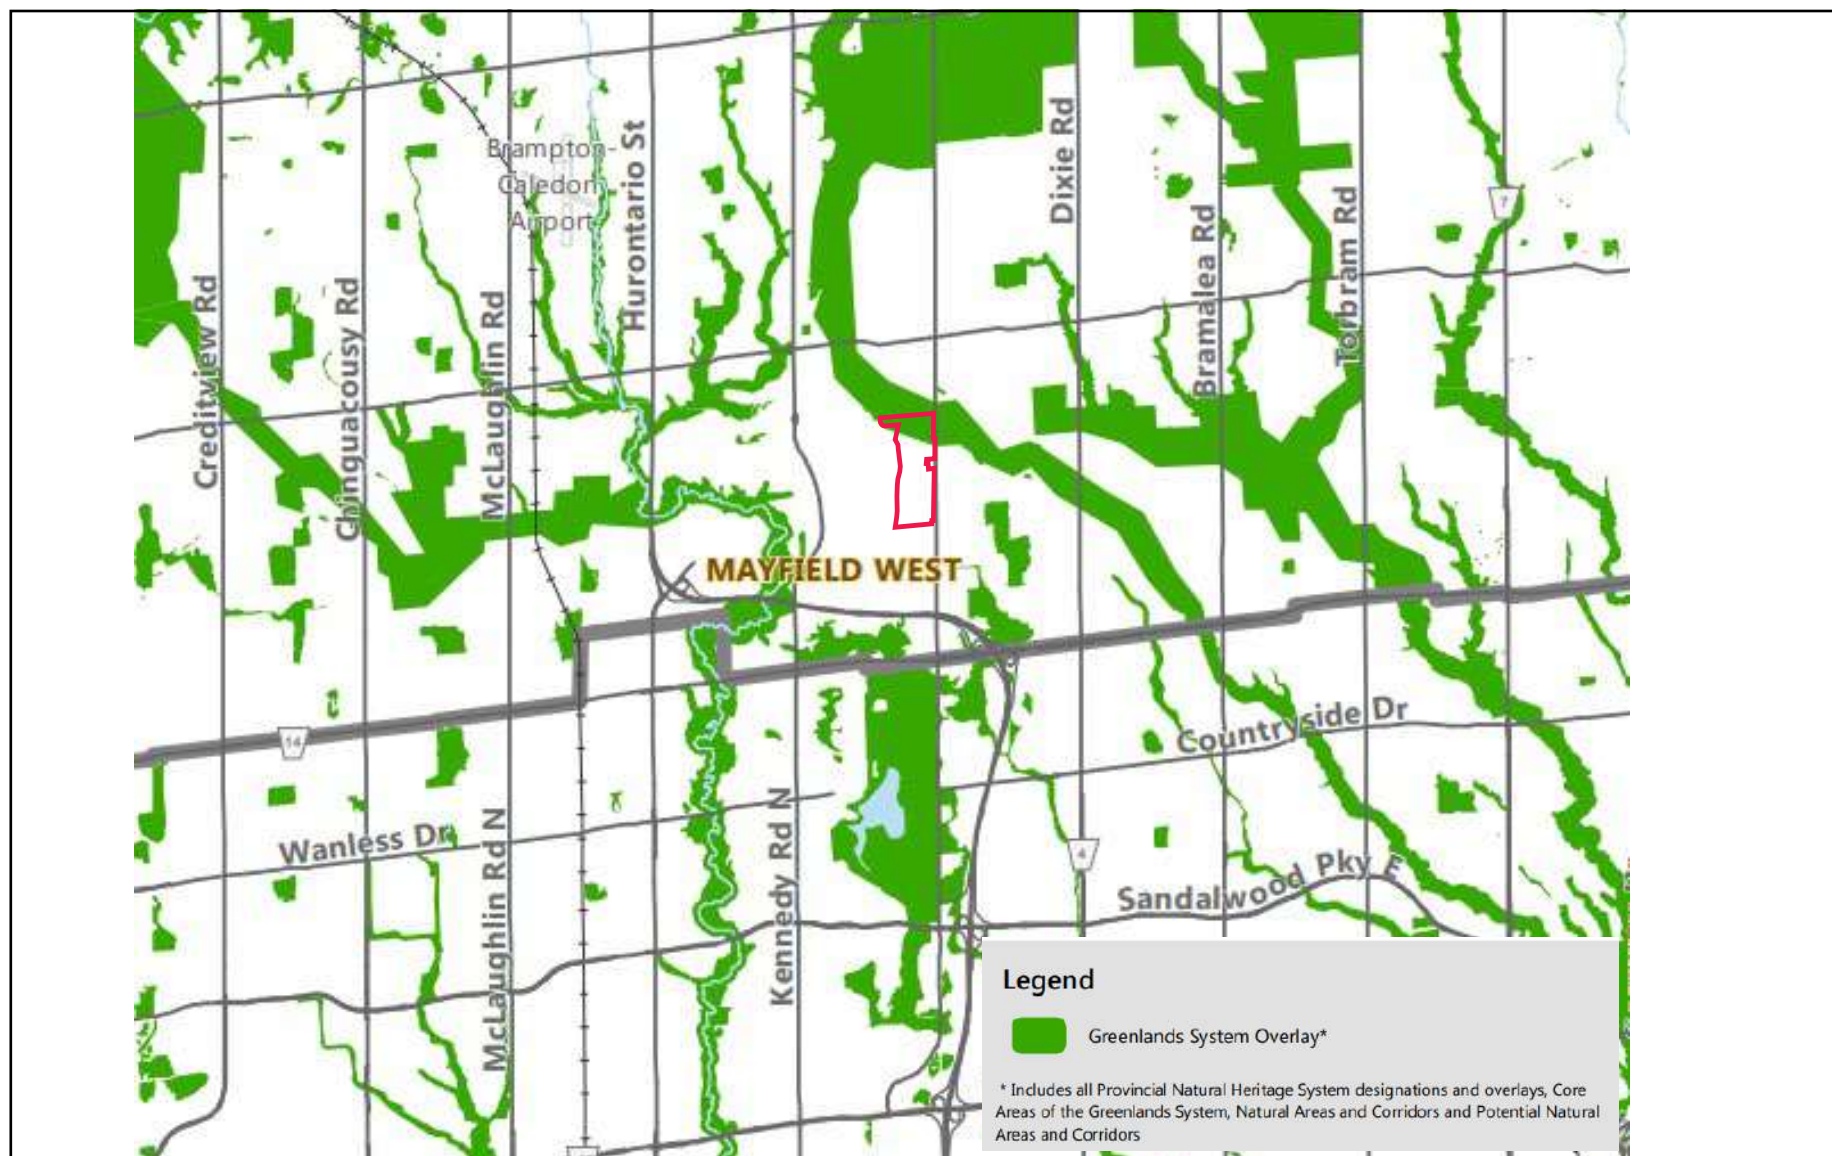 Brampton-
Caledon
Airport
Hurontario St
Dixie Rd
Bramalea Rd
Torbram Rd
7
Creditview Rd
Chinguacousy Rd
McLaughlin Rd
MAYFIELD WEST
14
Countryside Dr
Wanless Dr
McLaughlin Rd N
Kennedy Rd N
4
Sandalwood Pky E
Legend
Greenlands System Overlay*
* Includes all Provincial Natural Heritage System designations and overlays, Core
Areas of the Greenlands System, Natural Areas and Corridors and Potential Natural
Areas and Corridors